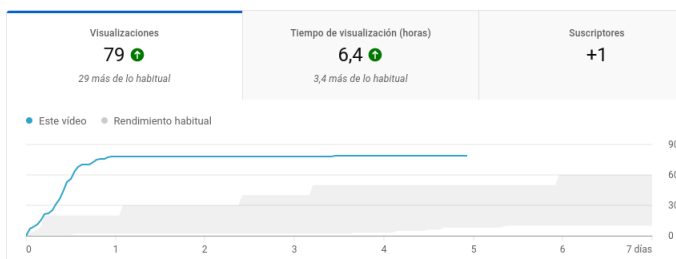 Visualizaciones
79
29 más de lo habitual
Tiempo de visualización (horas)
6,4
3,4 más de lo habitual
Suscriptores
+1
Este vídeo
Rendimiento habitual
60
30
0
0 1 2 3 4 5 6 7 días